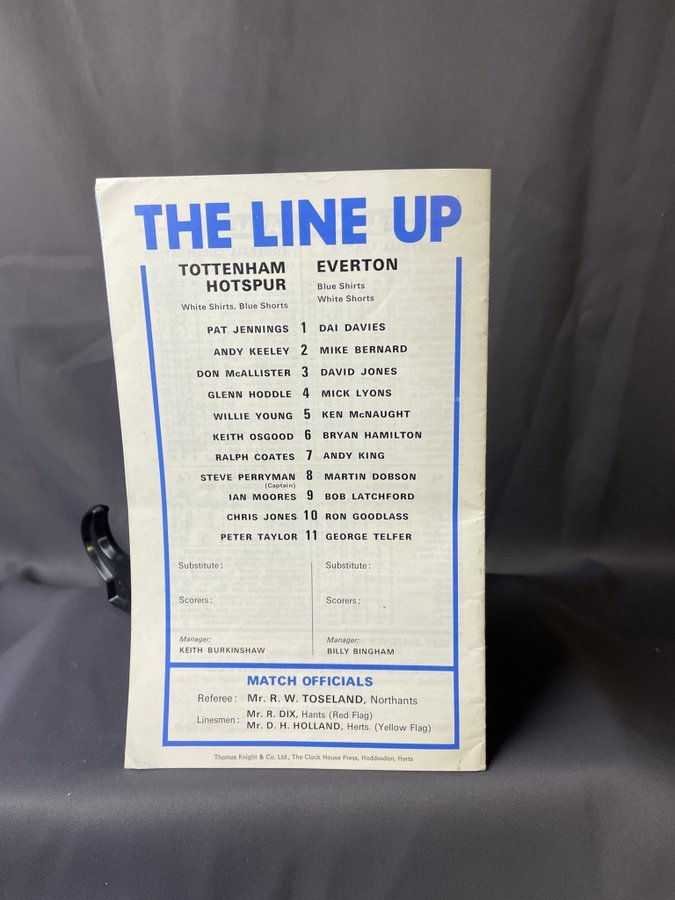 THE LINE UP
TOTTENHAM HOTSPUR
White Shirts, Blue Shorts
EVERTON
Blue Shirts
White Shorts
PAT JENNINGS 1 DAI DAVIES
ANDY KEELEY 2 MIKE BERNARD
DON McALLISTER 3 DAVID JONES
GLENN HODDLE 4 MICK LYONS
WILLIE YOUNG 5 KEN McNAUGHT
KEITH OSGOOD 6 BRYAN HAMILTON
RALPH COATES 7 ANDY KING
STEVE PERRYMAN 8 MARTIN DOBSON
(Captain)
IAN MOORES 9 BOB LATCHFORD
CHRIS JONES 10 RON GOODLASS
PETER TAYLOR 11 GEORGE TELFER
Substitute: Substitute:
Scorers: Scorers:
Manager: Manager:
KEITH BURKINSHAW BILLY BINGHAM
MATCH OFFICIALS
Referee: Mr. R. W. TOSELAND, Northants
Linesmen: Mr. R. DIX, Hants (Red Flag)
Mr. D. H. HOLLAND, Herts. (Yellow Flag)
Thomas Knight & Co. Ltd., The Clock House Press, Hoddesdon, Herts